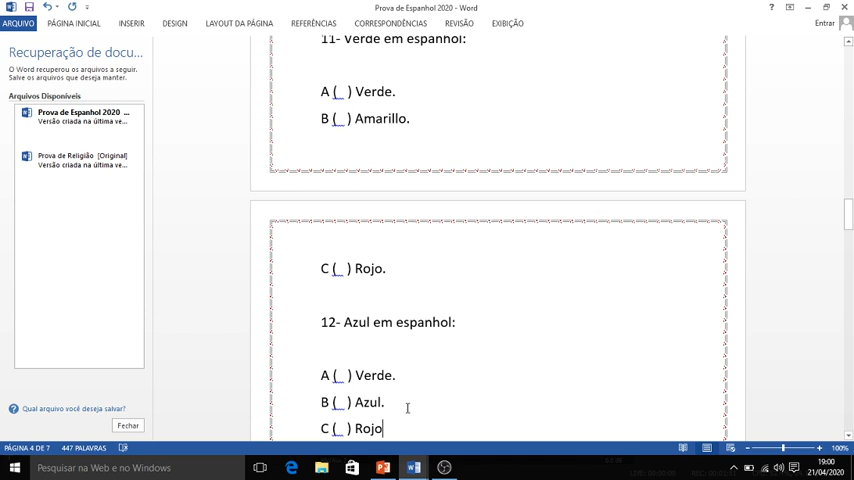 Prova de Espanhol 2020 - Word
ARQUIVO PÁGINA INICIAL INSERIR DESIGN LAYOUT DA PÁGINA REFERÊNCIAS CORRESPONDÊNCIAS REVISÃO EXIBIÇÃO Entrar
Recuperação de docu...
O Word recuperou os arquivos a seguir.
Salve os arquivos que deseja manter.
Arquivos Disponíveis
Prova de Espanhol 2020 ...
Versão criada na última ve...
Prova de Religião [Original]
Versão criada na última ve...
Qual arquivo você deseja salvar?
Fechar
11- Verde em espanhol:
A ( ) Verde.
B ( ) Amarillo.
C ( ) Rojo.
12- Azul em espanhol:
A ( ) Verde.
B ( ) Azul.
C ( ) Rojo
PÁGINA 4 DE 7 447 PALAVRAS 100%
Pesquisar na Web e no Windows
19:00
21/04/2020